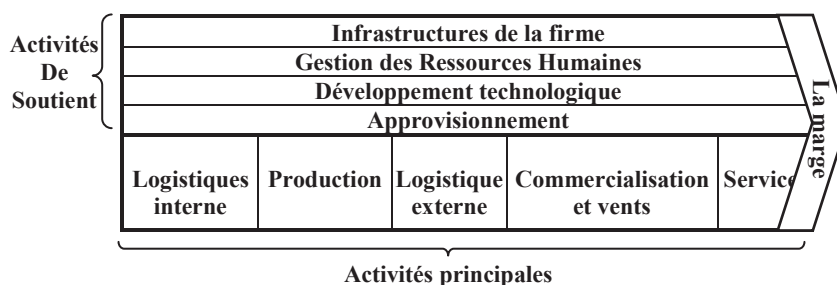 Activités
De
Soutient
Infrastructures de la firme
Gestion des Ressources Humaines
Développement technologique
Approvisionnement
Logistiques
interne
Production
Logistique
externe
Commercialisation
et vents
Service
La marge
Activités principales